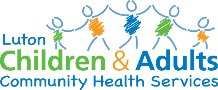 Luton
Children & Adults
Community Health Services